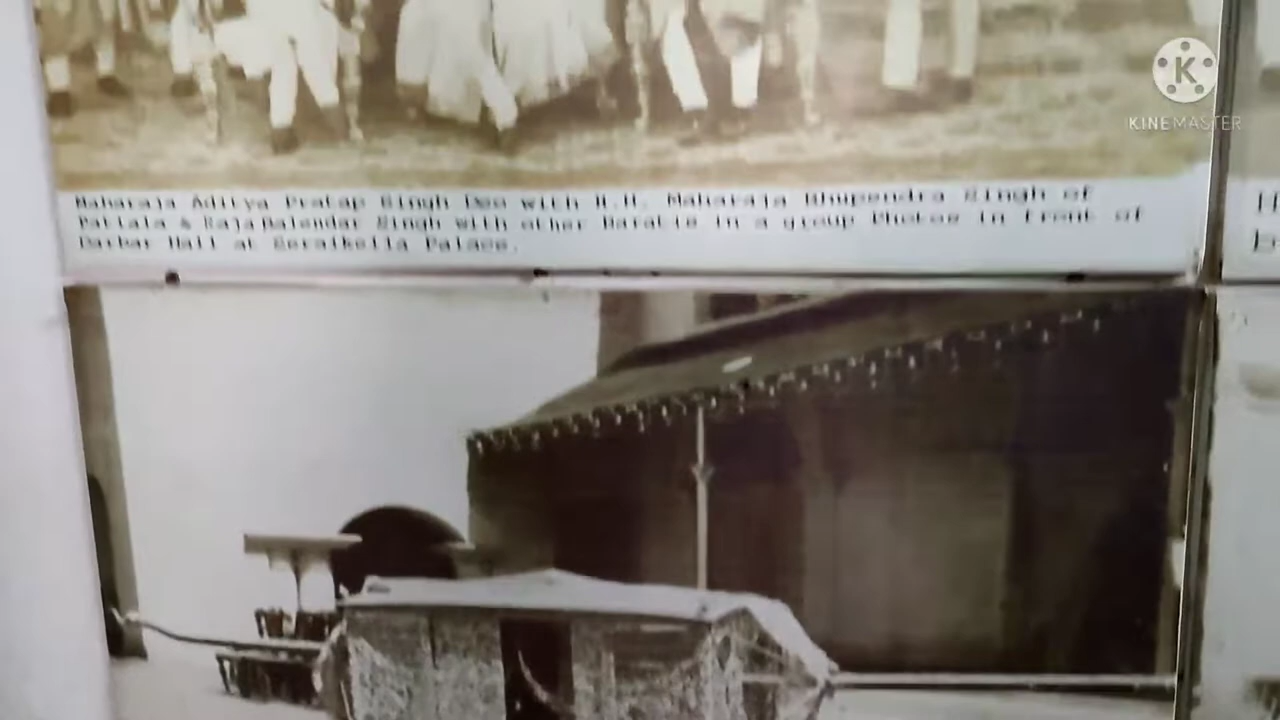 K
KINEMASTER
Maharaja Aditya Pratap Singh Deo with H.H. Maharaja Bhupendra Singh of
Patiala & Raja Balendar Singh with other Baratie in a group Photos in front of
Darbar Hall at Seraikella Palace.